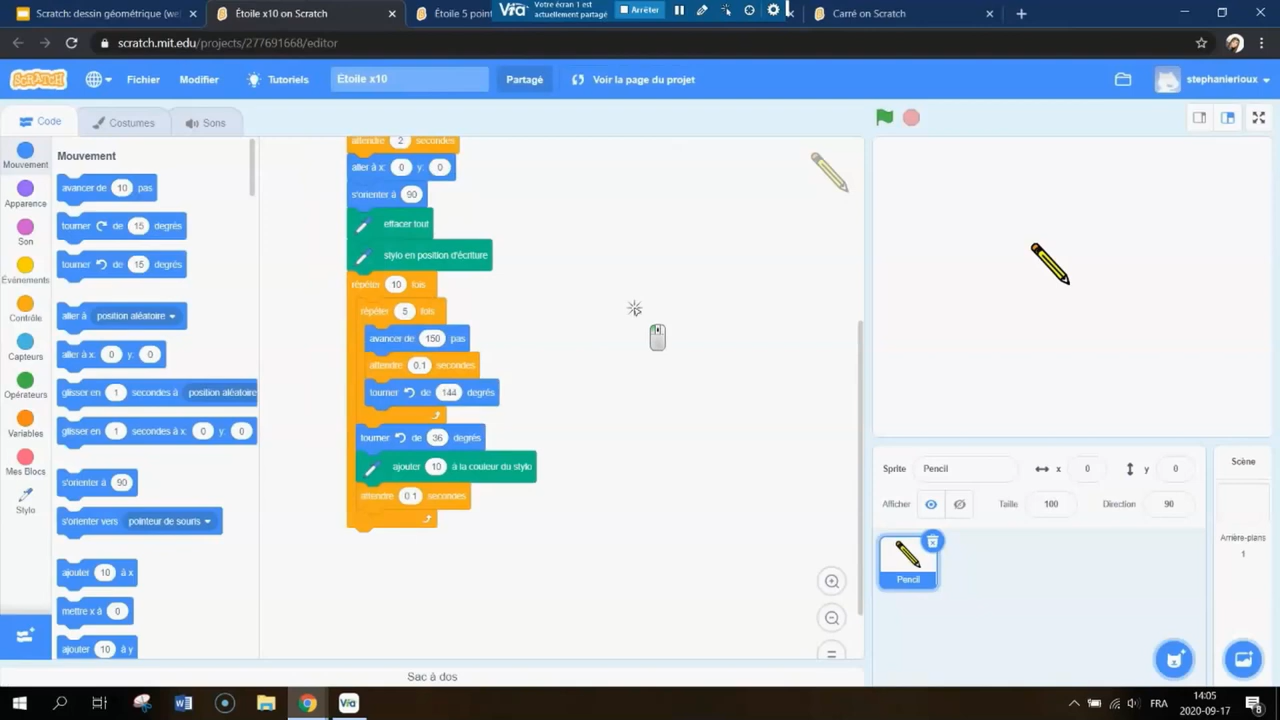 Scratch: dessin géométrique (we
Étoile x10 on Scratch
Étoile 5 point
Via
Votre écran 1 est
actuellement partagé
Arrêter
Carré on Scratch
scratch.mit.edu/projects/277691668/editor
SCRATCH
Fichier
Modifier
Tutoriels
Étoile x10
Partagé
Voir la page du projet
stephanierioux
Code
Costumes
Sons
Mouvement
Apparence
Son
Évènements
Contrôle
Capteurs
Opérateurs
Variables
Mes Blocs
Stylo
Mouvement
avancer de 10 pas
tourner de 15 degrés
tourner de 15 degrés
aller à position aléatoire
aller à x: 0 y: 0
glisser en 1 secondes à position aléatoire
glisser en 1 secondes à x: 0 y: 0
s'orienter à 90
s'orienter vers pointeur de souris
ajouter 10 à x
mettre x à 0
ajouter 10 à y
attendre 2 secondes
aller à x: 0 y: 0
s'orienter à 90
effacer tout
stylo en position d'écriture
répéter 10 fois
répéter 5 fois
avancer de 150 pas
attendre 0.1 secondes
tourner de 144 degrés
tourner de 36 degrés
ajouter 10 à la couleur du stylo
attendre 0.1 secondes
Sprite Pencil x 0 y 0
Afficher Taille 100 Direction 90
Pencil
Scène
Arrière-plans
1
Sac à dos
Via
FRA
14:05
2020-09-17
8